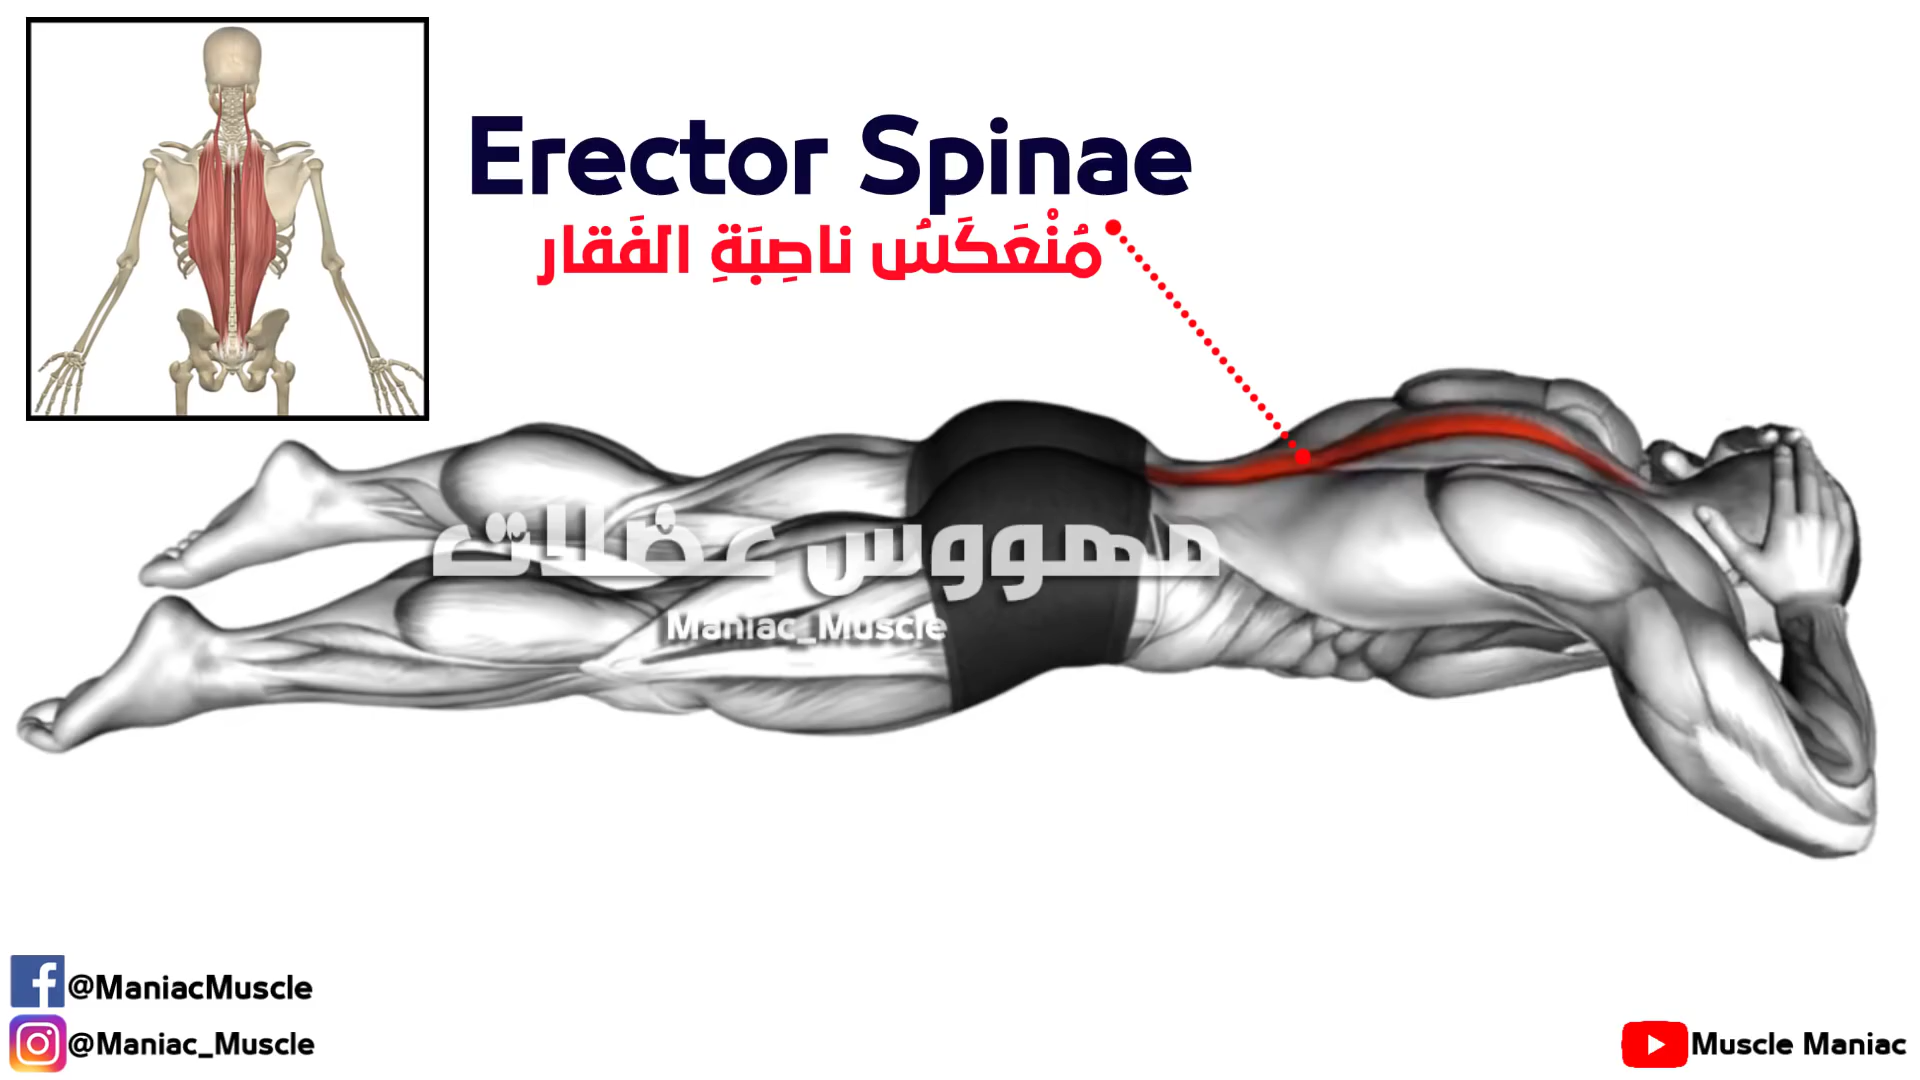 Erector Spinae
مُنْعَكَسُ ناصِبَةِ الفَقار
مهووس عضلات
Maniac_Muscle
@ManiacMuscle
@Maniac_Muscle
Muscle Maniac